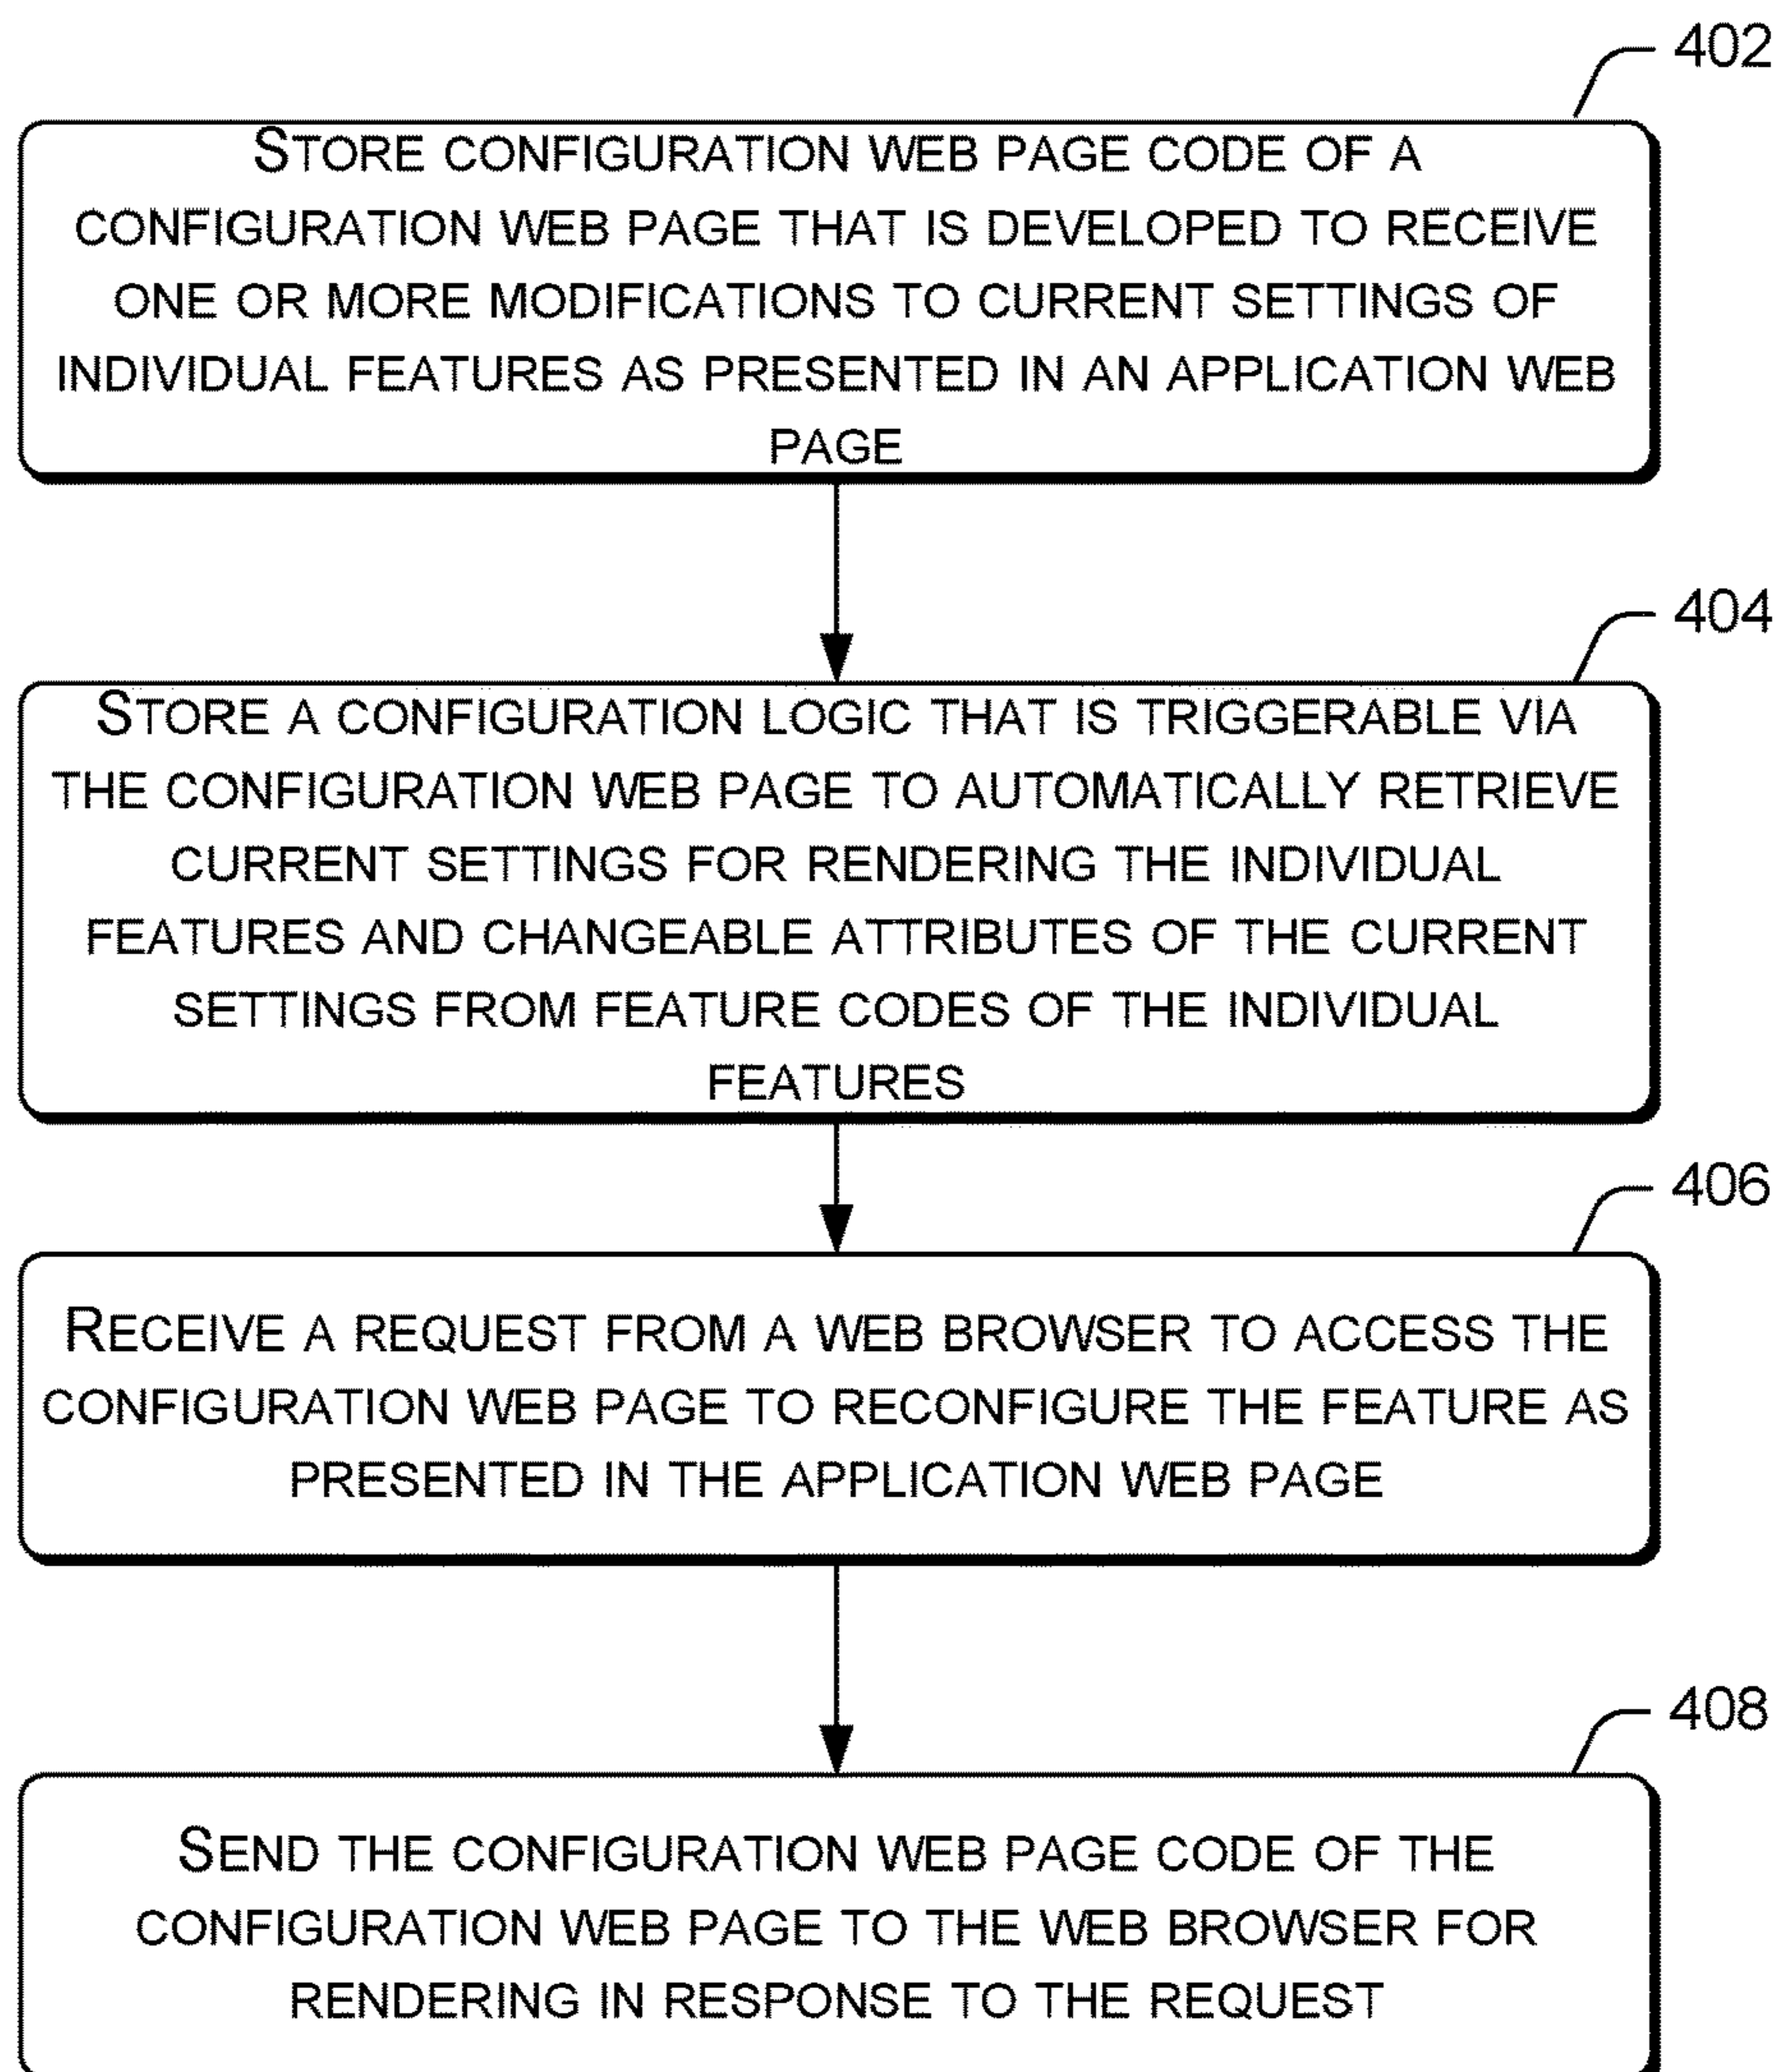 402
STORE CONFIGURATION WEB PAGE CODE OF A
CONFIGURATION WEB PAGE THAT IS DEVELOPED TO RECEIVE
ONE OR MORE MODIFICATIONS TO CURRENT SETTINGS OF
INDIVIDUAL FEATURES AS PRESENTED IN AN APPLICATION WEB
PAGE
404
STORE A CONFIGURATION LOGIC THAT IS TRIGGERABLE VIA
THE CONFIGURATION WEB PAGE TO AUTOMATICALLY RETRIEVE
CURRENT SETTINGS FOR RENDERING THE INDIVIDUAL
FEATURES AND CHANGEABLE ATTRIBUTES OF THE CURRENT
SETTINGS FROM FEATURE CODES OF THE INDIVIDUAL
FEATURES
406
RECEIVE A REQUEST FROM A WEB BROWSER TO ACCESS THE
CONFIGURATION WEB PAGE TO RECONFIGURE THE FEATURE AS
PRESENTED IN THE APPLICATION WEB PAGE
408
SEND THE CONFIGURATION WEB PAGE CODE OF THE
CONFIGURATION WEB PAGE TO THE WEB BROWSER FOR
RENDERING IN RESPONSE TO THE REQUEST